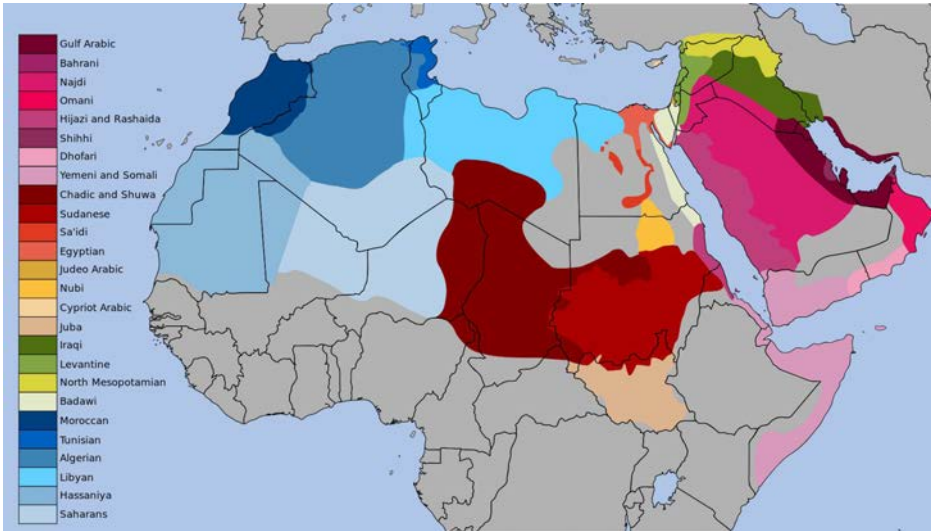 Gulf Arabic
Bahrani
Najdi
Omani
Hijazi and Rashaida
Shihhi
Dhofari
Yemeni and Somali
Chadic and Shuwa
Sudanese
Sa'idi
Egyptian
Judeo Arabic
Nubi
Cypriot Arabic
Juba
Iraqi
Levantine
North Mesopotamian
Badawi
Moroccan
Tunisian
Algerian
Libyan
Hassaniya
Saharans